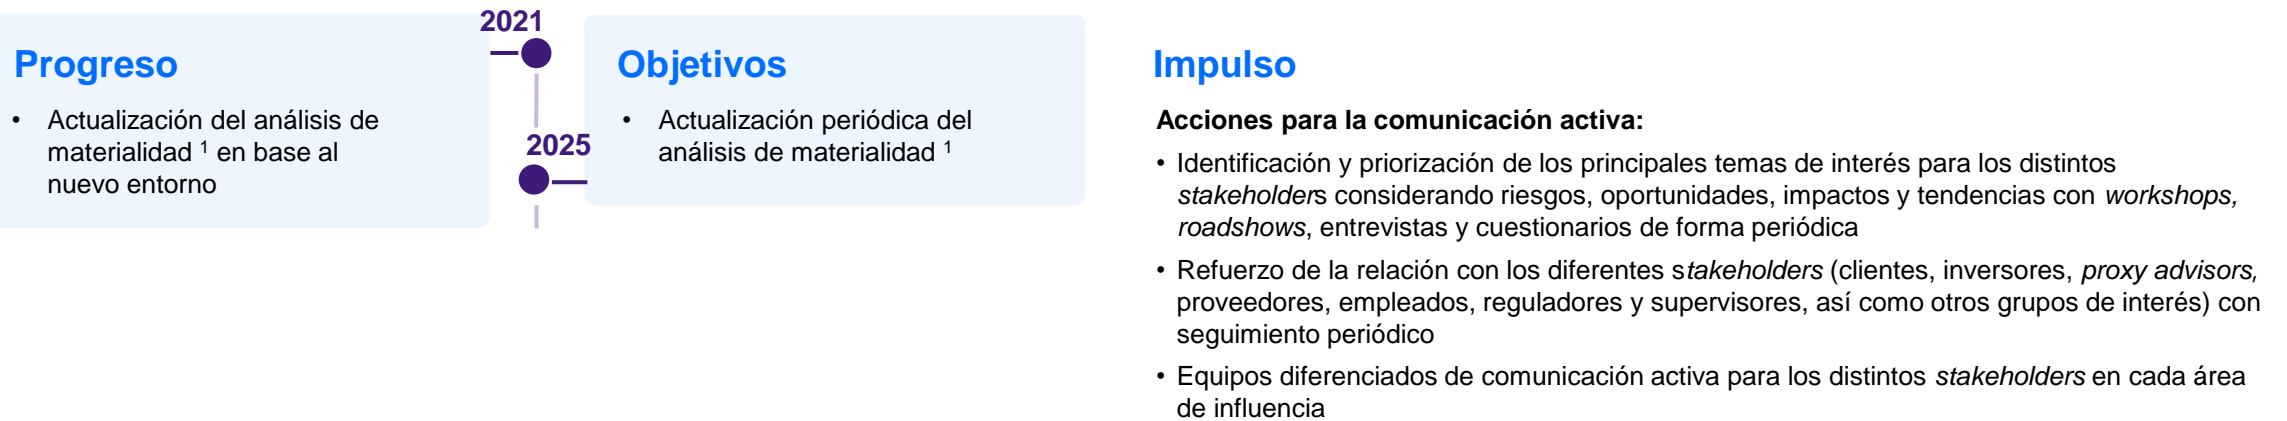 Progreso
• Actualización del análisis de
materialidad 1 en base al
nuevo entorno
2021
2025
Objetivos
• Actualización periódica del
análisis de materialidad 1
Impulso
Acciones para la comunicación activa:
• Identificación y priorización de los principales temas de interés para los distintos
stakeholders considerando riesgos, oportunidades, impactos y tendencias con workshops,
roadshows, entrevistas y cuestionarios de forma periódica
• Refuerzo de la relación con los diferentes stakeholders (clientes, inversores, proxy advisors,
proveedores, empleados, reguladores y supervisores, así como otros grupos de interés) con
seguimiento periódico
• Equipos diferenciados de comunicación activa para los distintos stakeholders en cada área
de influencia